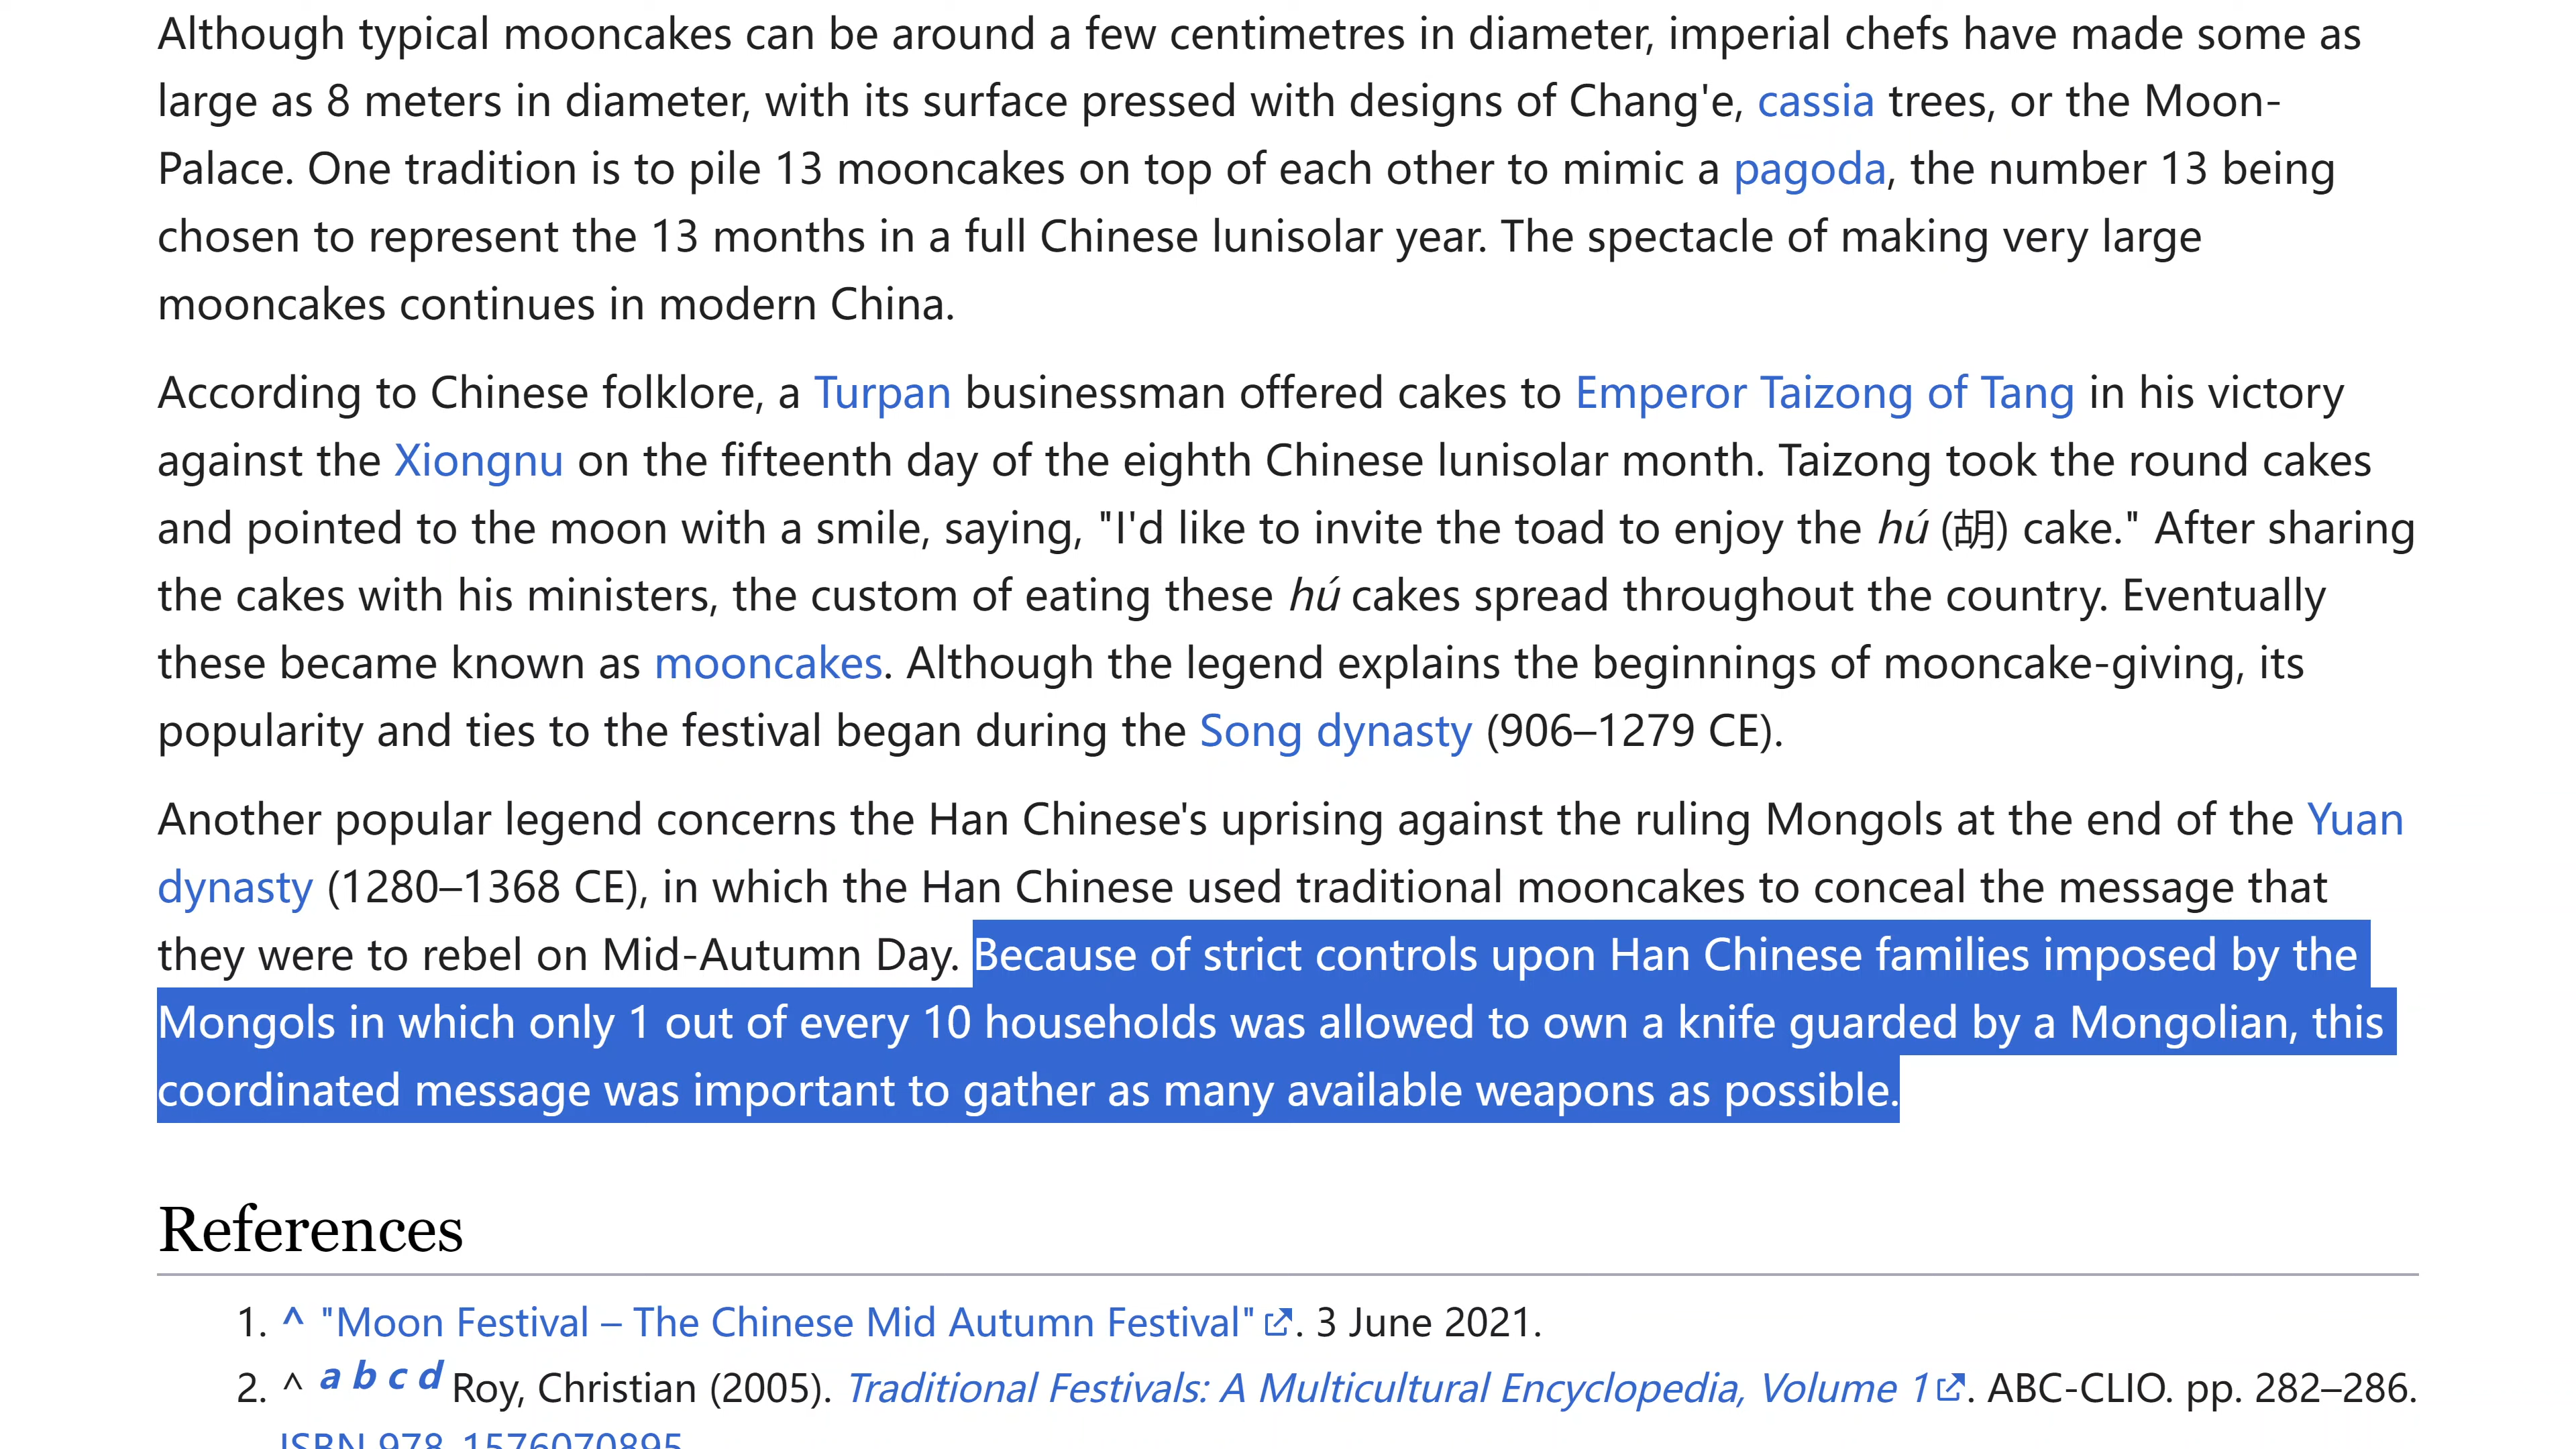 Although typical mooncakes can be around a few centimetres in diameter, imperial chefs have made some as
large as 8 meters in diameter, with its surface pressed with designs of Chang'e, cassia trees, or the Moon-
Palace. One tradition is to pile 13 mooncakes on top of each other to mimic a pagoda, the number 13 being
chosen to represent the 13 months in a full Chinese lunisolar year. The spectacle of making very large
mooncakes continues in modern China.
According to Chinese folklore, a Turpan businessman offered cakes to Emperor Taizong of Tang in his victory
against the Xiongnu on the fifteenth day of the eighth Chinese lunisolar month. Taizong took the round cakes
and pointed to the moon with a smile, saying, "I'd like to invite the toad to enjoy the hú (胡) cake." After sharing
the cakes with his ministers, the custom of eating these hú cakes spread throughout the country. Eventually
these became known as mooncakes. Although the legend explains the beginnings of mooncake-giving, its
popularity and ties to the festival began during the Song dynasty (906–1279 CE).
Another popular legend concerns the Han Chinese's uprising against the ruling Mongols at the end of the Yuan
dynasty (1280–1368 CE), in which the Han Chinese used traditional mooncakes to conceal the message that
they were to rebel on Mid-Autumn Day. Because of strict controls upon Han Chinese families imposed by the
Mongols in which only 1 out of every 10 households was allowed to own a knife guarded by a Mongolian, this
coordinated message was important to gather as many available weapons as possible.
References
1. ^ "Moon Festival – The Chinese Mid Autumn Festival". 3 June 2021.
2. ^ a b c d Roy, Christian (2005). Traditional Festivals: A Multicultural Encyclopedia, Volume 1. ABC-CLIO. pp. 282–286.
ISBN 978-1576070895